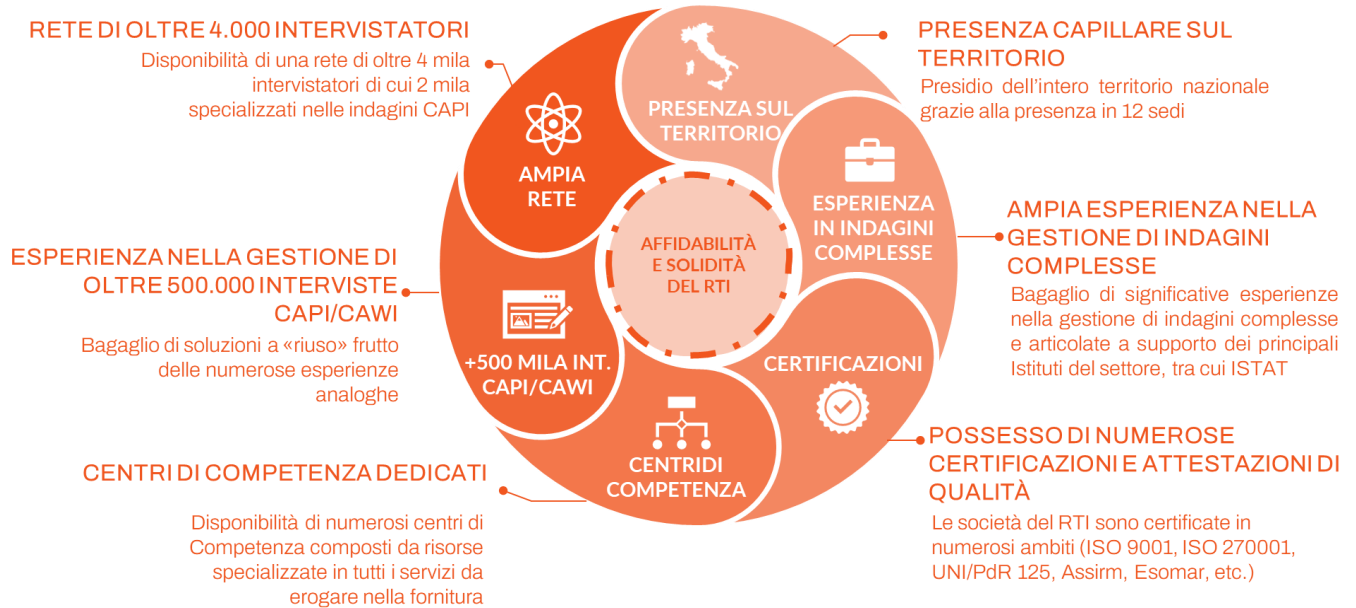 RETE DI OLTRE 4.000 INTERVISTATORI
Disponibilità di una rete di oltre 4 mila
intervistatori di cui 2 mila
specializzati nelle indagini CAPI
PRESENZA CAPILLARE SUL
TERRITORIO
Presidio dell'intero territorio nazionale
grazie alla presenza in 12 sedi
PRESENZA SUL
TERRITORIO
AMPIA
RETE
ESPERIENZA
IN INDAGINI
COMPLESSE
AFFIDABILITÀ
E SOLIDITÀ
DEL RTI
AMPIA ESPERIENZA NELLA
GESTIONE DI INDAGINI
COMPLESSE
Bagaglio di significative esperienze
nella gestione di indagini complesse
e articolate a supporto dei principali
Istituti del settore, tra cui ISTAT
ESPERIENZA NELLA GESTIONE DI
OLTRE 500.000 INTERVISTE
CAPI/CAWI
Bagaglio di soluzioni a «riuso» frutto
delle numerose esperienze
analoghe
+500 MILA INT.
CAPI/CAWI
CERTIFICAZIONI
CENTRIDI
COMPETENZA
CENTRI DI COMPETENZA DEDICATI
Disponibilità di numerosi centri di
Competenza composti da risorse
specializzate in tutti i servizi da
erogare nella fornitura
POSSESSO DI NUMEROSE
CERTIFICAZIONI E ATTESTAZIONI DI
QUALITÀ
Le società del RTI sono certificate in
numerosi ambiti (ISO 9001, ISO 270001,
UNI/PdR 125, Assirm, Esomar, etc.)